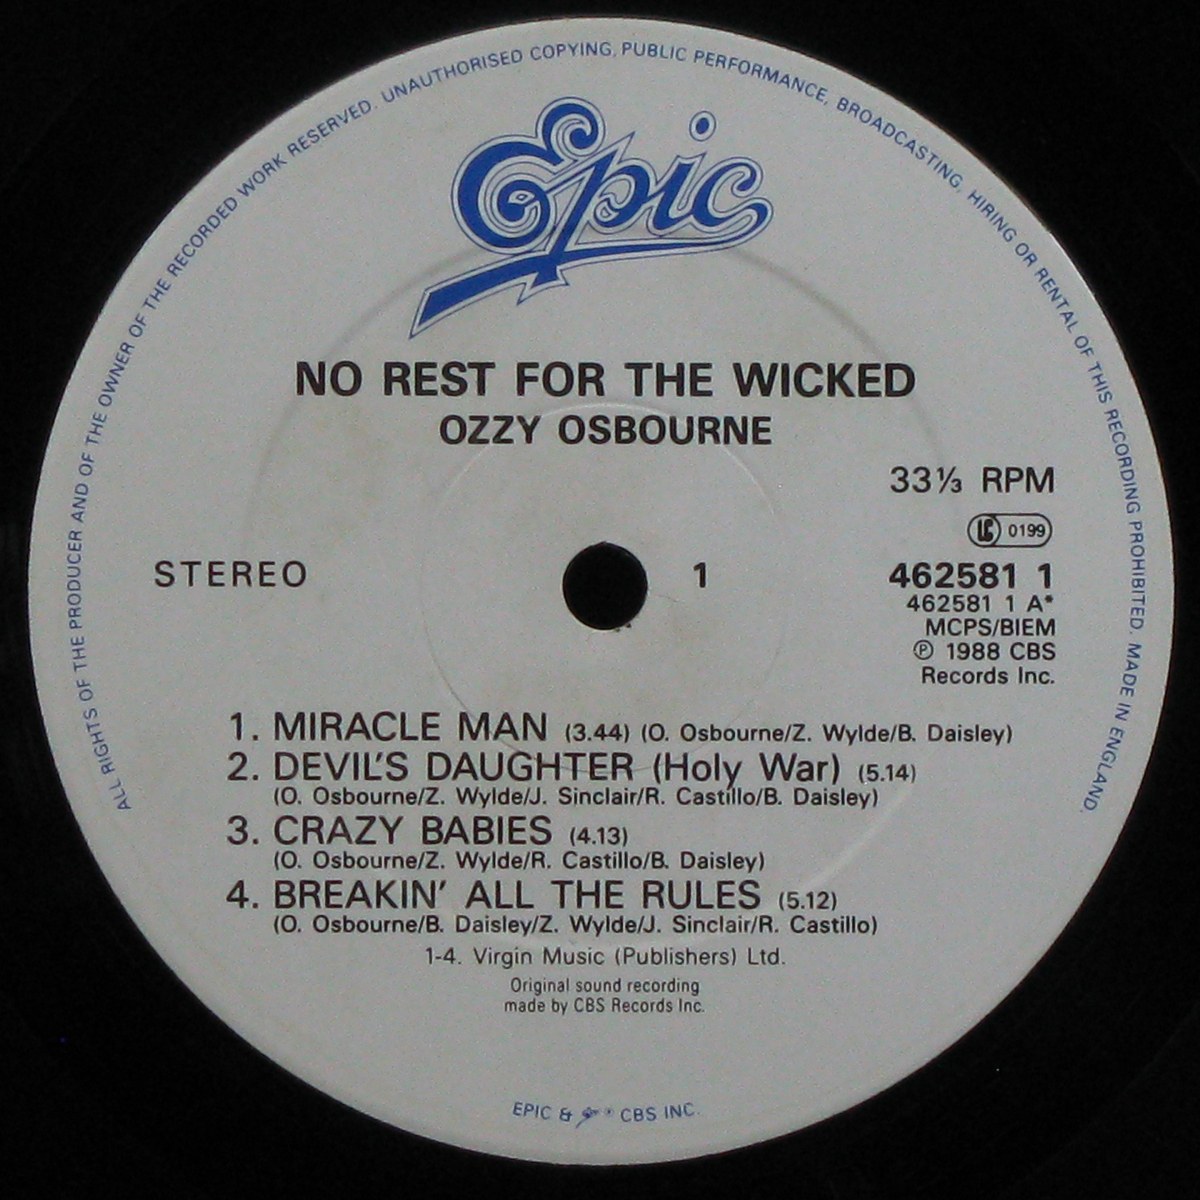 ALL RIGHTS OF THE PRODUCER AND OF THE OWNER OF THE RECORDED WORK RESERVED. UNAUTHORISED COPYING, PUBLIC PERFORMANCE, BROADCASTING, HIRING OR RENTAL OF THIS RECORDING PROHIBITED. MADE IN ENGLAND.
Epic
NO REST FOR THE WICKED
OZZY OSBOURNE
33⅓ RPM
LC 0199
STEREO
1
462581 1
462581 1 A*
MCPS/BIEM
℗ 1988 CBS
Records Inc.
1. MIRACLE MAN (3.44) (O. Osbourne/Z. Wylde/B. Daisley)
2. DEVIL'S DAUGHTER (Holy War) (5.14)
(O. Osbourne/Z. Wylde/J. Sinclair/R. Castillo/B. Daisley)
3. CRAZY BABIES (4.13)
(O. Osbourne/Z. Wylde/R. Castillo/B. Daisley)
4. BREAKIN' ALL THE RULES (5.12)
(O. Osbourne/B. Daisley/Z. Wylde/J. Sinclair/R. Castillo)
1-4. Virgin Music (Publishers) Ltd.
Original sound recording
made by CBS Records Inc.
EPIC & Epic ® CBS INC.